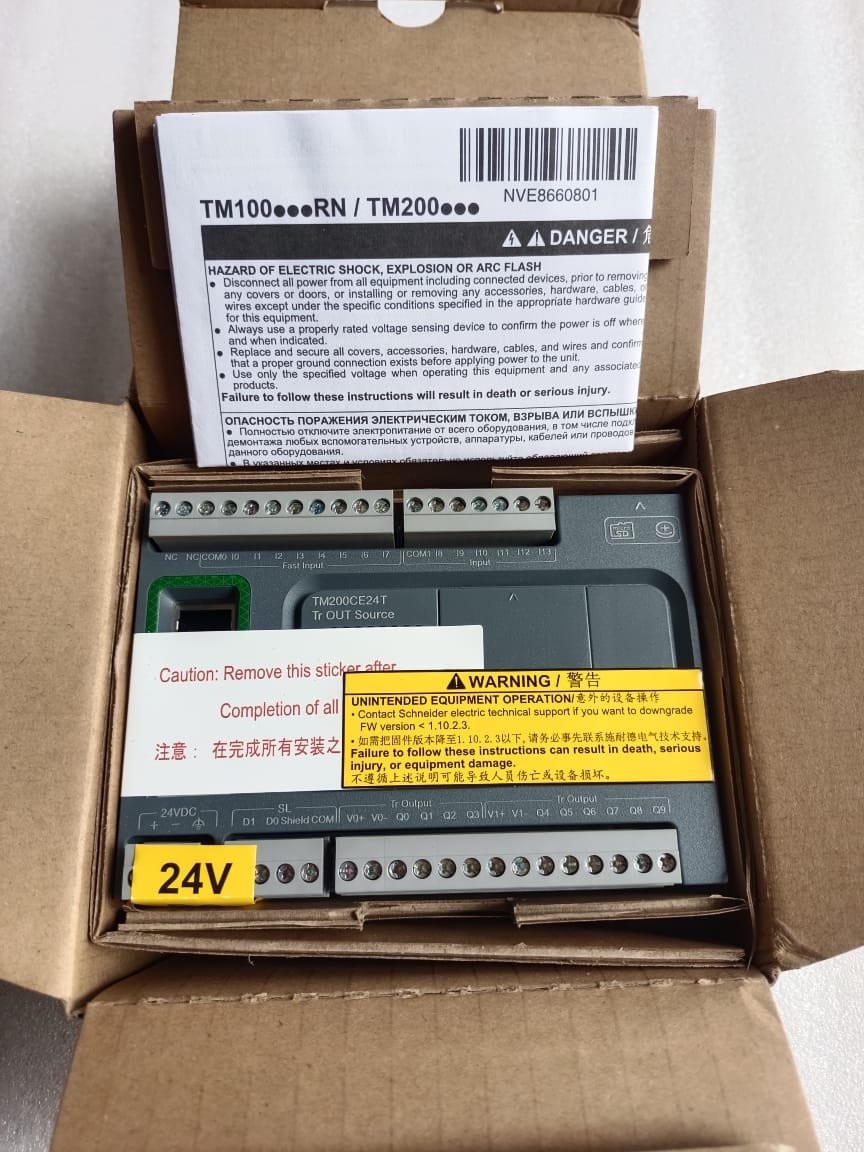 NVE8660801
TM100●●●RN / TM200●●●
DANGER /
HAZARD OF ELECTRIC SHOCK, EXPLOSION OR ARC FLASH
● Disconnect all power from all equipment including connected devices, prior to removing
any covers or doors, or installing or removing any accessories, hardware, cables, o
wires except under the specific conditions specified in the appropriate hardware guide
for this equipment.
● Always use a properly rated voltage sensing device to confirm the power is off where
and when indicated.
● Replace and secure all covers, accessories, hardware, cables, and wires and confirm
that a proper ground connection exists before applying power to the unit.
● Use only the specified voltage when operating this equipment and any associated
products.
Failure to follow these instructions will result in death or serious injury.
ОПАСНОСТЬ ПОРАЖЕНИЯ ЭЛЕКТРИЧЕСКИМ ТОКОМ, ВЗРЫВА ИЛИ ВСПЫШК
● Полностью отключите электропитание от всего оборудования, в том числе подкл
демонтажа любых вспомогательных устройств, аппаратуры, кабелей или проводов
данного оборудования.
● В указанных местах и условиях обязательно используйте
NC NC COM0 I0 I1 I2 I3 I4 I5 I6 I7 COM1 I8 I9 I10 I11 I12 I13
Fast Input Input
micro
SD
TM200CE24T
Tr OUT Source
Caution: Remove this sticker after
Completion of all
注意： 在完成所有安装之
WARNING / 警告
UNINTENDED EQUIPMENT OPERATION/意外的设备操作
• Contact Schneider electric technical support if you want to downgrade
FW version < 1.10.2.3.
• 如需把固件版本降至1.10.2.3以下, 请务必事先联系施耐德电气技术支持.
Failure to follow these instructions can result in death, serious
injury, or equipment damage.
不遵循上述说明可能导致人员伤亡或设备损坏.
24VDC SL Tr Output Tr Output
+ − D1 D0 Shield COM V0+ V0- Q0 Q1 Q2 Q3 V1+ V1- Q4 Q5 Q6 Q7 Q8 Q9
24V